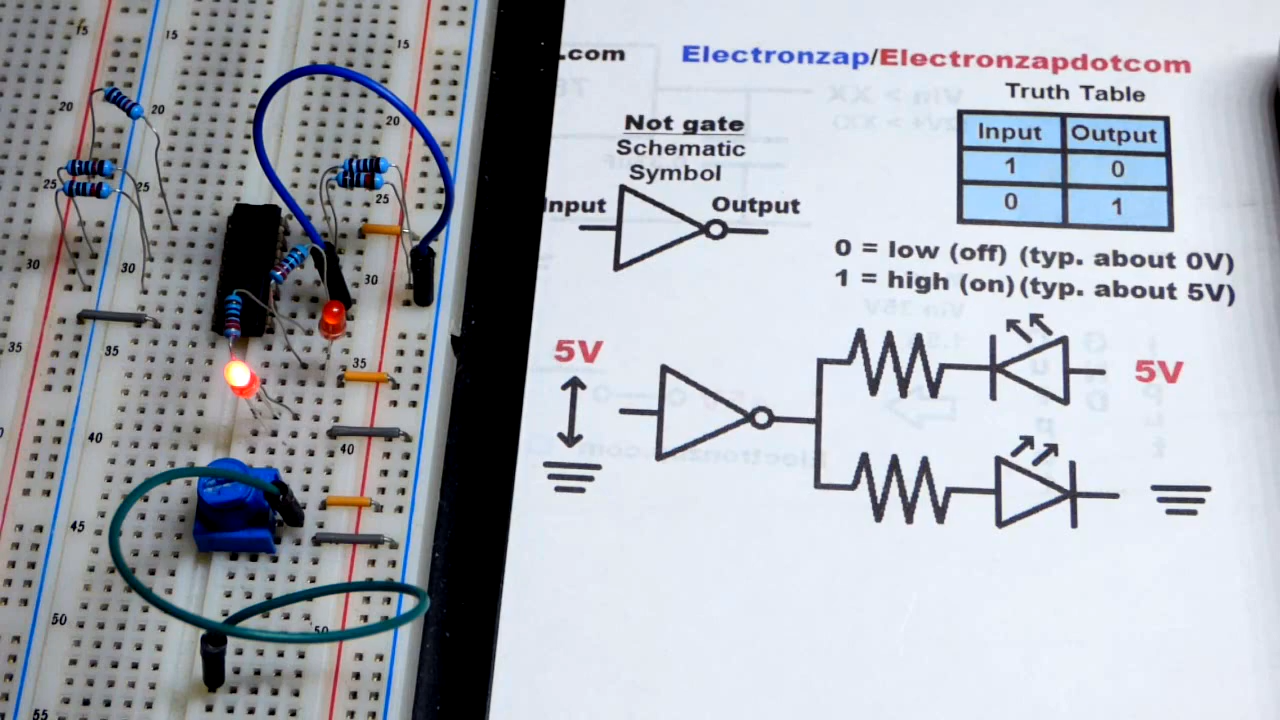 .com
Electronzap/Electronzapdotcom
Truth Table
Input Output
1 0
0 1
Not gate
Schematic
Symbol
Input Output
0 = low (off) (typ. about 0V)
1 = high (on) (typ. about 5V)
5V
5V
15
15
15
20
20
20
25
25
25
30
30
30
35
35
35
40
40
45
50
50
55